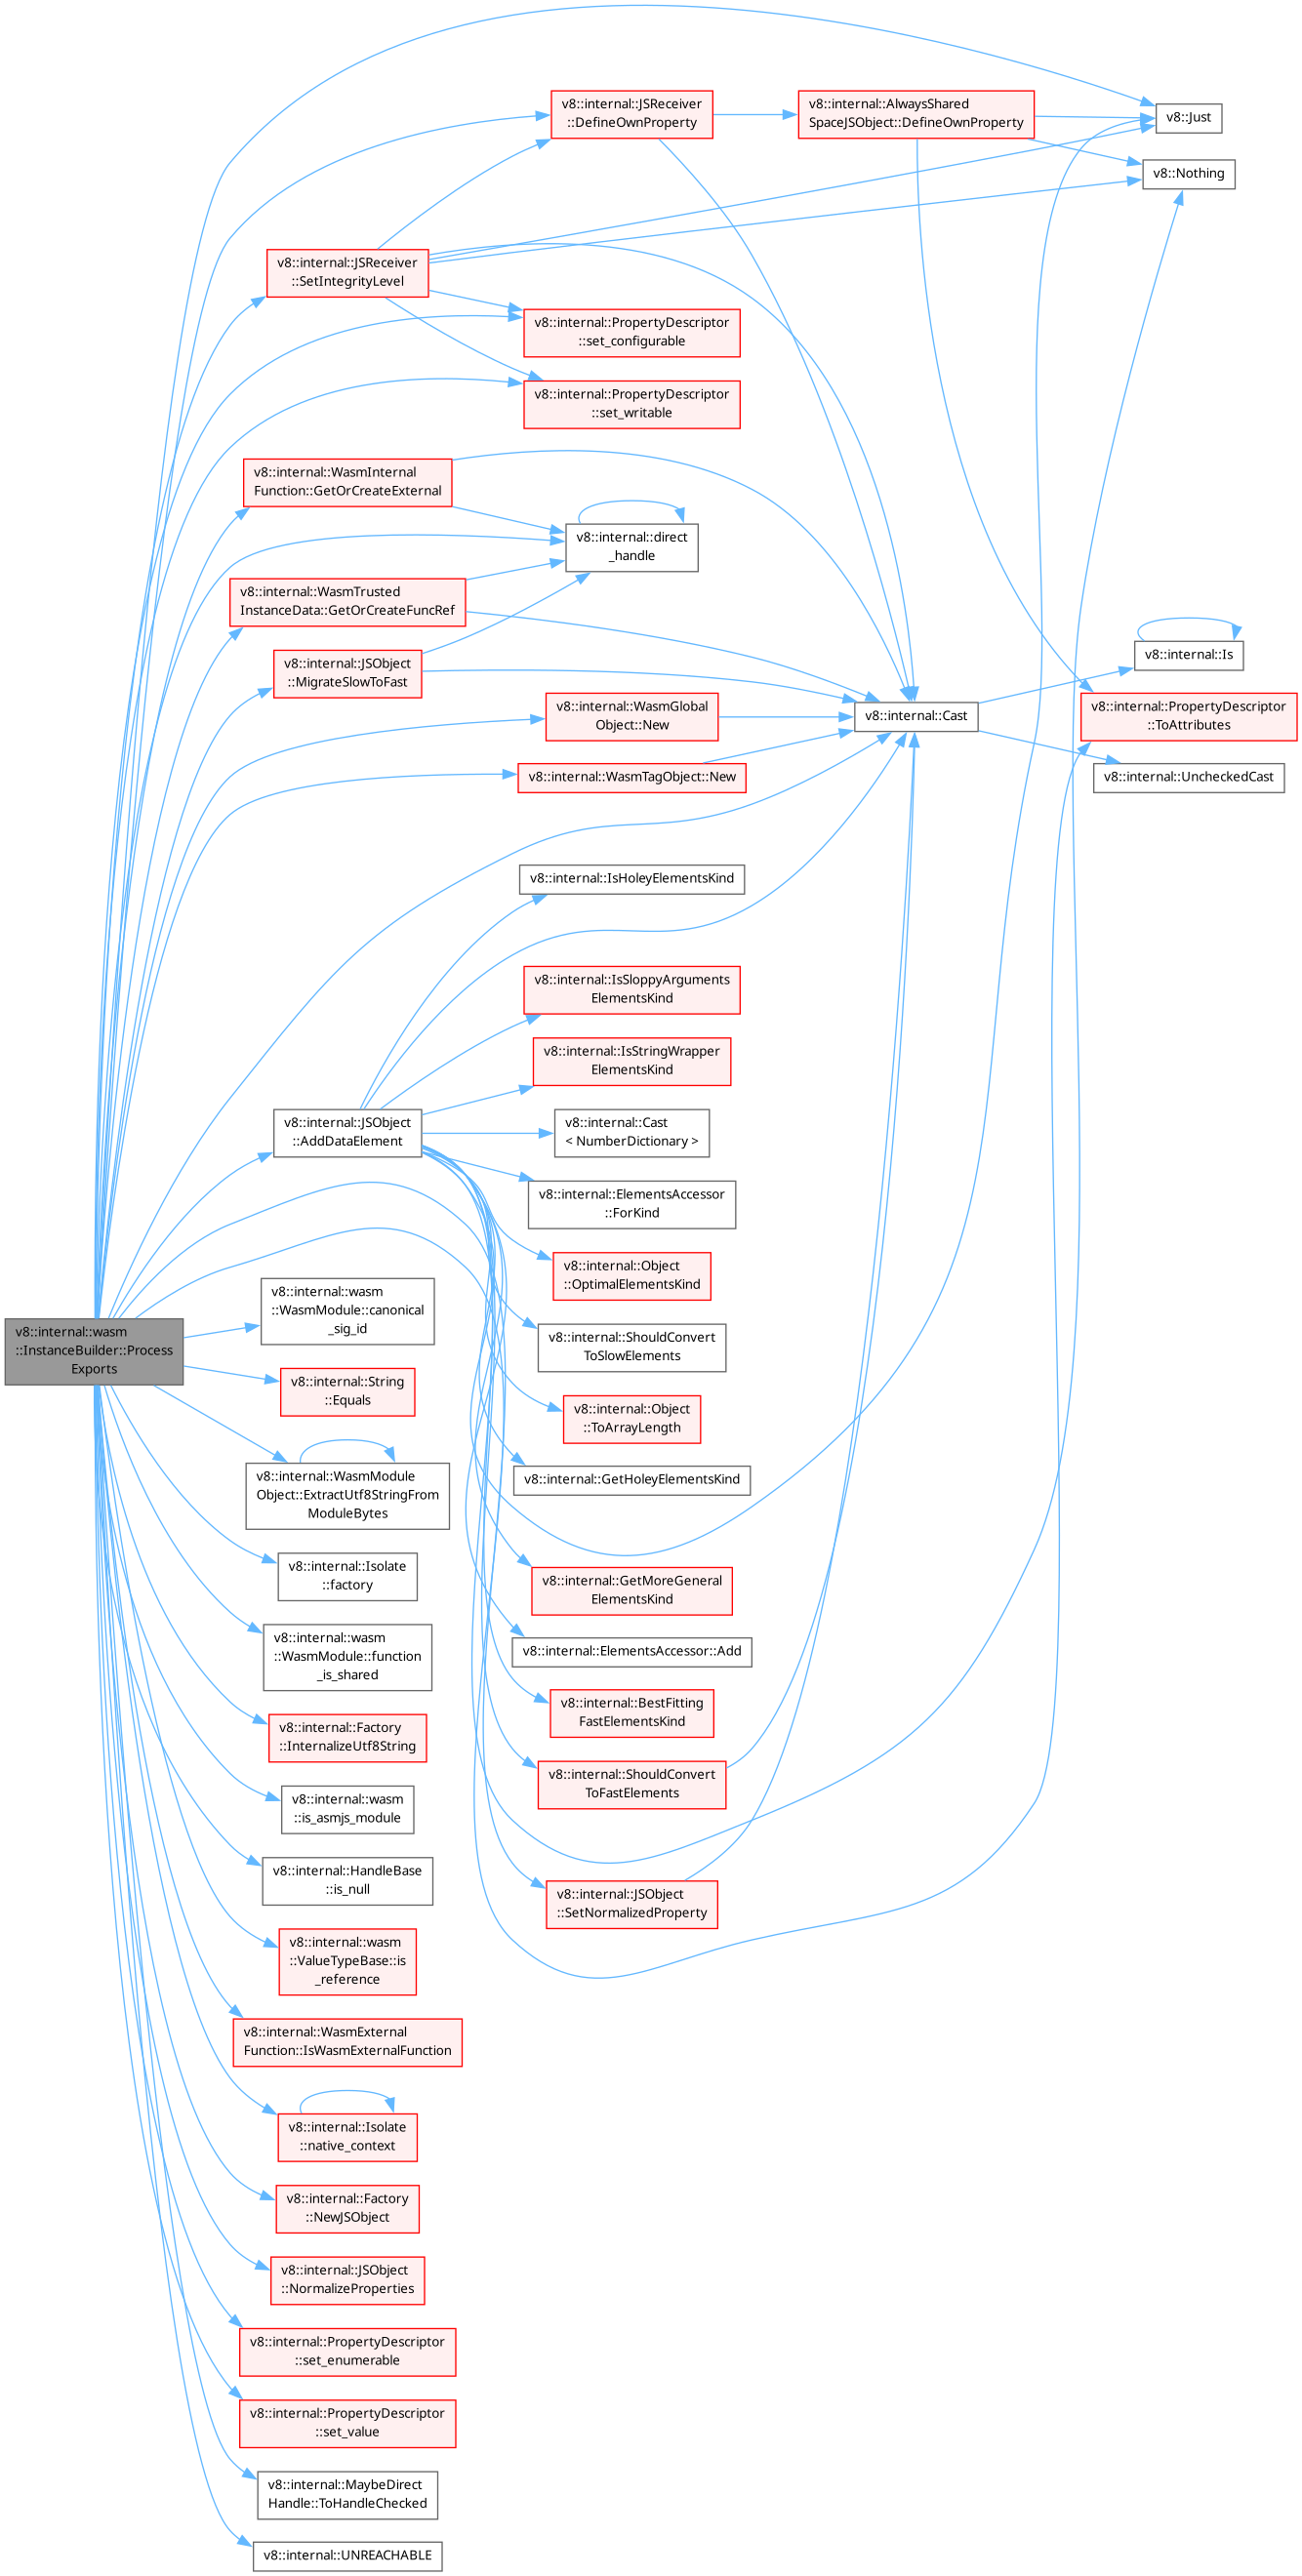 v8::internal::JSReceiver
::DefineOwnProperty
v8::internal::AlwaysShared
SpaceJSObject::DefineOwnProperty
v8::Just
v8::Nothing
v8::internal::JSReceiver
::SetIntegrityLevel
v8::internal::PropertyDescriptor
::set_configurable
v8::internal::PropertyDescriptor
::set_writable
v8::internal::WasmInternal
Function::GetOrCreateExternal
v8::internal::direct
_handle
v8::internal::WasmTrusted
InstanceData::GetOrCreateFuncRef
v8::internal::JSObject
::MigrateSlowToFast
v8::internal::Is
v8::internal::WasmGlobal
Object::New
v8::internal::Cast
v8::internal::PropertyDescriptor
::ToAttributes
v8::internal::WasmTagObject::New
v8::internal::UncheckedCast
v8::internal::IsHoleyElementsKind
v8::internal::IsSloppyArguments
ElementsKind
v8::internal::IsStringWrapper
ElementsKind
v8::internal::JSObject
::AddDataElement
v8::internal::Cast
< NumberDictionary >
v8::internal::ElementsAccessor
::ForKind
v8::internal::Object
::OptimalElementsKind
v8::internal::wasm
::WasmModule::canonical
_sig_id
v8::internal::wasm
::InstanceBuilder::Process
Exports
v8::internal::ShouldConvert
ToSlowElements
v8::internal::String
::Equals
v8::internal::Object
::ToArrayLength
v8::internal::GetHoleyElementsKind
v8::internal::WasmModule
Object::ExtractUtf8StringFrom
ModuleBytes
v8::internal::Isolate
::factory
v8::internal::GetMoreGeneral
ElementsKind
v8::internal::wasm
::WasmModule::function
_is_shared
v8::internal::ElementsAccessor::Add
v8::internal::BestFitting
FastElementsKind
v8::internal::Factory
::InternalizeUtf8String
v8::internal::ShouldConvert
ToFastElements
v8::internal::wasm
::is_asmjs_module
v8::internal::HandleBase
::is_null
v8::internal::JSObject
::SetNormalizedProperty
v8::internal::wasm
::ValueTypeBase::is
_reference
v8::internal::WasmExternal
Function::IsWasmExternalFunction
v8::internal::Isolate
::native_context
v8::internal::Factory
::NewJSObject
v8::internal::JSObject
::NormalizeProperties
v8::internal::PropertyDescriptor
::set_enumerable
v8::internal::PropertyDescriptor
::set_value
v8::internal::MaybeDirect
Handle::ToHandleChecked
v8::internal::UNREACHABLE